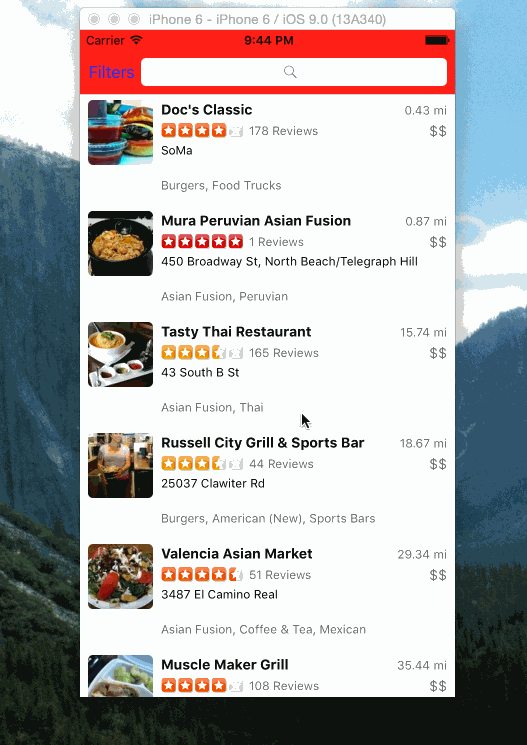 iPhone 6 - iPhone 6 / iOS 9.0 (13A340)
Carrier 9:44 PM
Filters
Doc's Classic 0.43 mi
178 Reviews $$
SoMa
Burgers, Food Trucks
Mura Peruvian Asian Fusion 0.87 mi
1 Reviews $$
450 Broadway St, North Beach/Telegraph Hill
Asian Fusion, Peruvian
Tasty Thai Restaurant 15.74 mi
165 Reviews $$
43 South B St
Asian Fusion, Thai
Russell City Grill & Sports Bar 18.67 mi
44 Reviews $$
25037 Clawiter Rd
Burgers, American (New), Sports Bars
Valencia Asian Market 29.34 mi
51 Reviews $$
3487 El Camino Real
Asian Fusion, Coffee & Tea, Mexican
Muscle Maker Grill 35.44 mi
108 Reviews $$